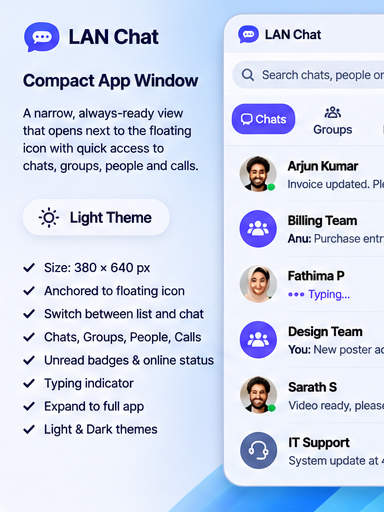 LAN Chat
Compact App Window
A narrow, always-ready view
that opens next to the floating
icon with quick access to
chats, groups, people and calls.
Light Theme
Size: 380 × 640 px
Anchored to floating icon
Switch between list and chat
Chats, Groups, People, Calls
Unread badges & online status
Typing indicator
Expand to full app
Light & Dark themes
LAN Chat
Search chats, people or
Chats
Groups
Arjun Kumar
Invoice updated. Ple
Billing Team
Anu: Purchase entr
Fathima P
Typing...
Design Team
You: New poster ad
Sarath S
Video ready, please
IT Support
System update at 4